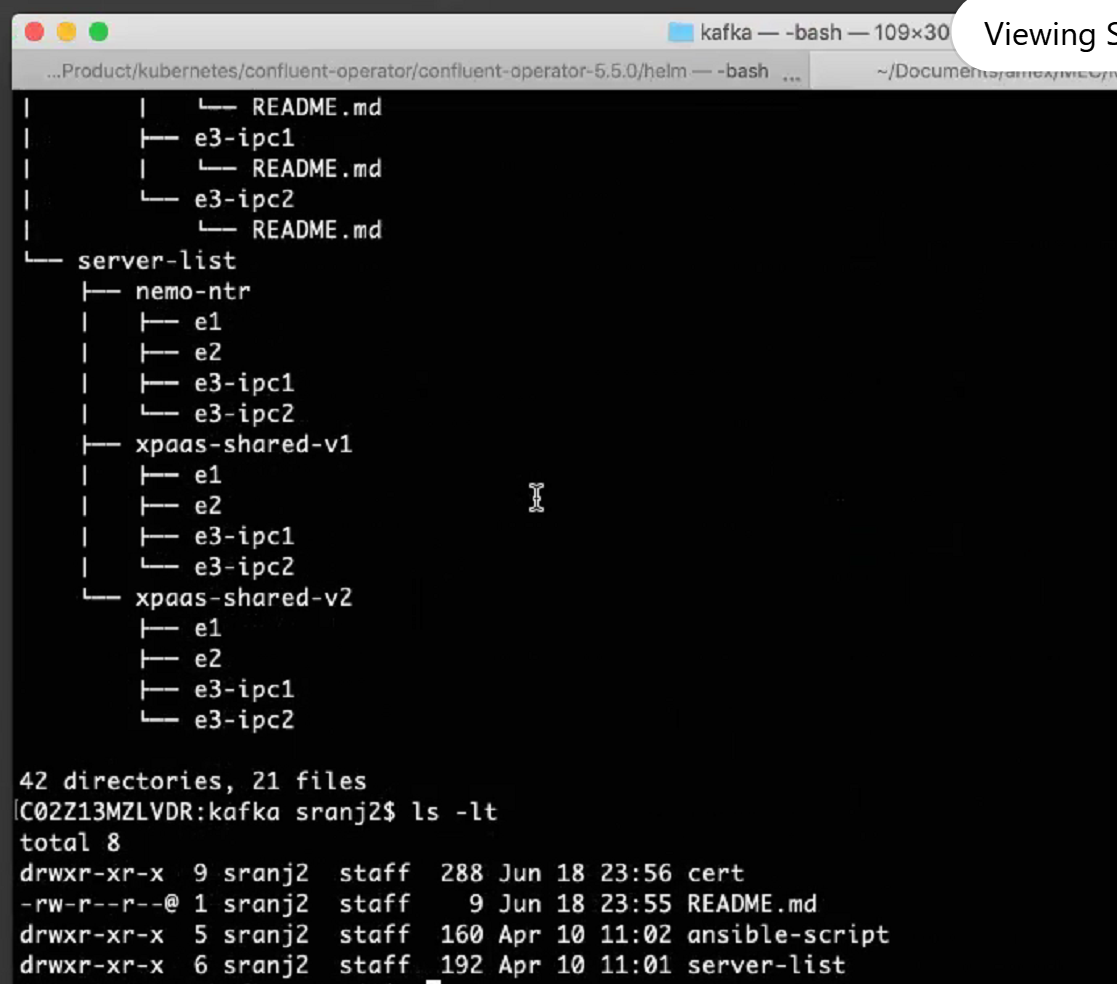 kafka — -bash — 109×30
Viewing
...Product/kubernetes/confluent-operator/confluent-operator-5.5.0/helm — -bash ...
|       |   └── README.md
|       ├── e3-ipc1
|       |   └── README.md
|       └── e3-ipc2
|           └── README.md
└── server-list
    ├── nemo-ntr
    |   ├── e1
    |   ├── e2
    |   ├── e3-ipc1
    |   └── e3-ipc2
    ├── xpaas-shared-v1
    |   ├── e1
    |   ├── e2
    |   ├── e3-ipc1
    |   └── e3-ipc2
    └── xpaas-shared-v2
        ├── e1
        ├── e2
        ├── e3-ipc1
        └── e3-ipc2
42 directories, 21 files
[C02Z13MZLVDR:kafka sranj2$ ls -lt
total 8
drwxr-xr-x  9 sranj2  staff  288 Jun 18 23:56 cert
-rw-r--r--@ 1 sranj2  staff    9 Jun 18 23:55 README.md
drwxr-xr-x  5 sranj2  staff  160 Apr 10 11:02 ansible-script
drwxr-xr-x  6 sranj2  staff  192 Apr 10 11:01 server-list